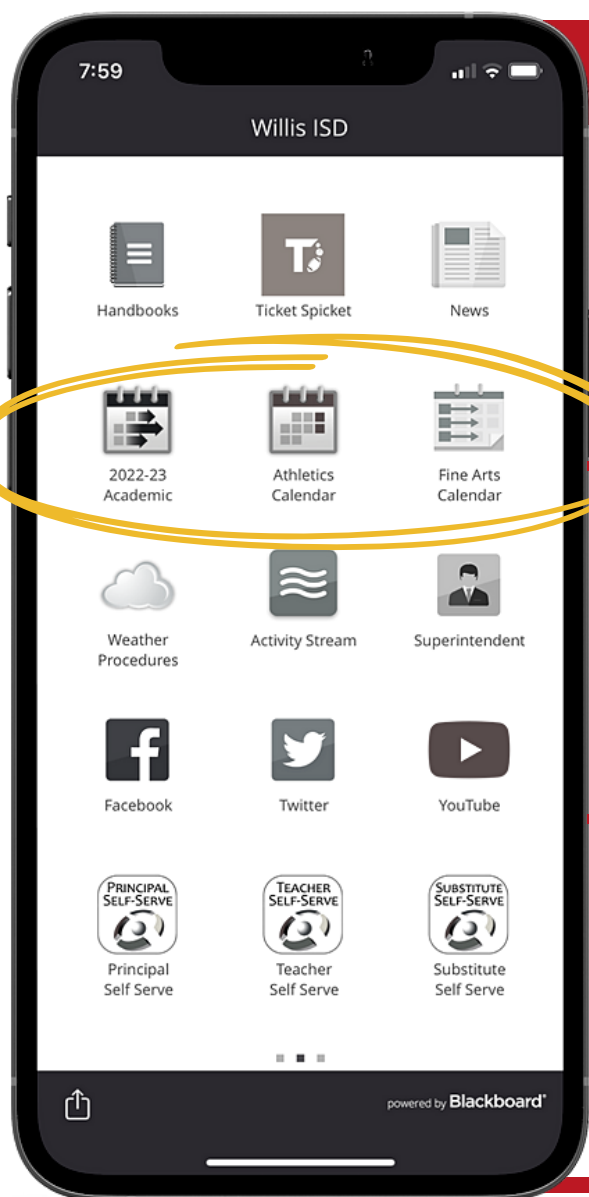 7:59
Willis ISD
T
Handbooks
Ticket Spicket
News
2022-23
Academic
Athletics
Calendar
Fine Arts
Calendar
Weather
Procedures
Activity Stream
Superintendent
f
Facebook
Twitter
YouTube
PRINCIPAL
SELF-SERVE
TEACHER
SELF-SERVE
SUBSTITUTE
SELF-SERVE
Principal
Self Serve
Teacher
Self Serve
Substitute
Self Serve
powered by Blackboard®